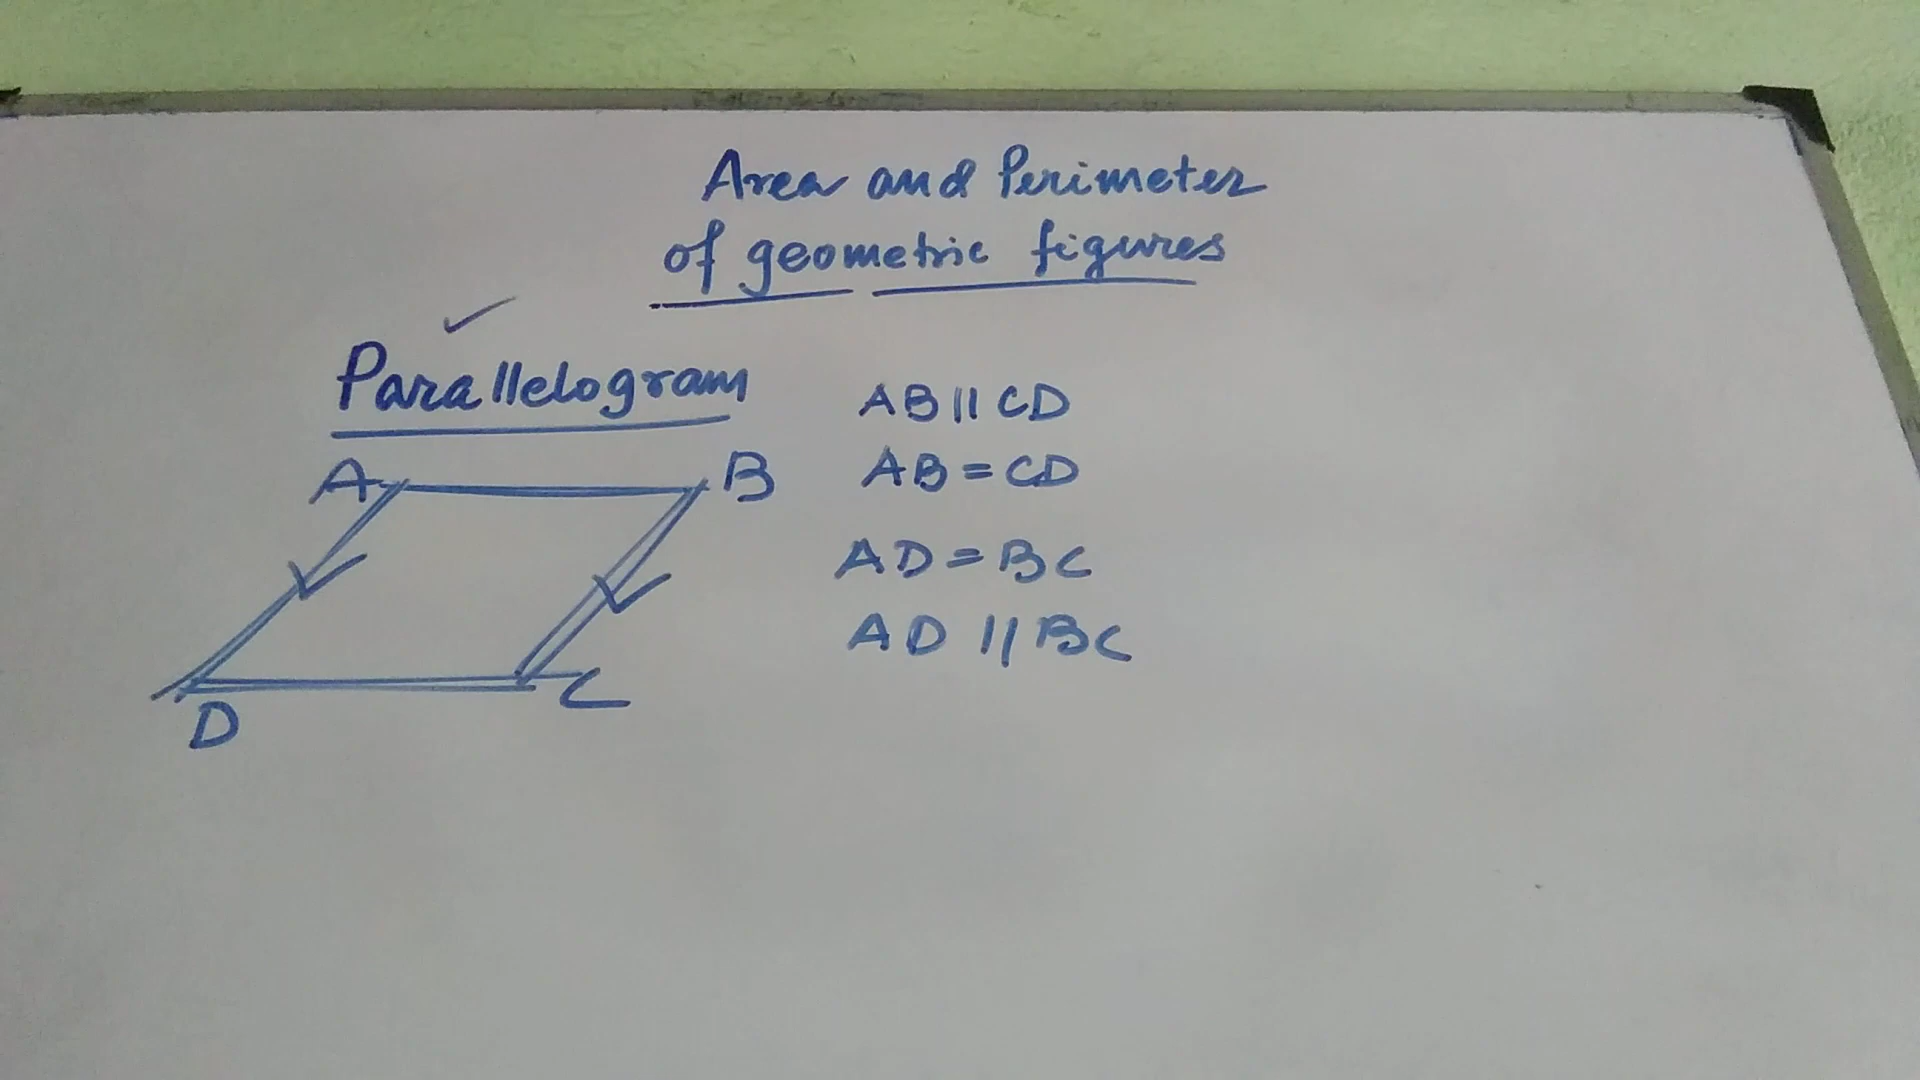 Area and Perimeter
of geometric figures
Parallelogram
A B
D C
AB || CD
AB = CD
AD = BC
AD || BC